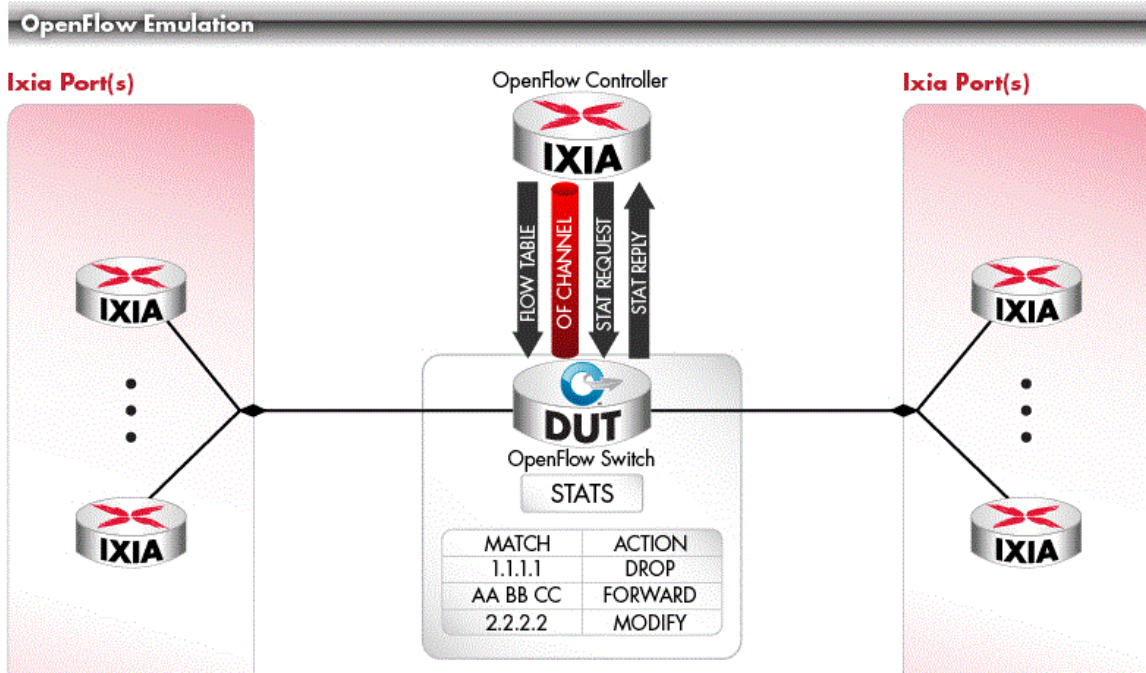 OpenFlow Emulation
Ixia Port(s)
OpenFlow Controller
Ixia Port(s)
IXIA
FLOW TABLE
OF CHANNEL
STAT REQUEST
STAT REPLY
IXIA
IXIA
DUT
OpenFlow Switch
STATS
IXIA
IXIA
MATCH ACTION
1.1.1.1 DROP
AA BB CC FORWARD
2.2.2.2 MODIFY